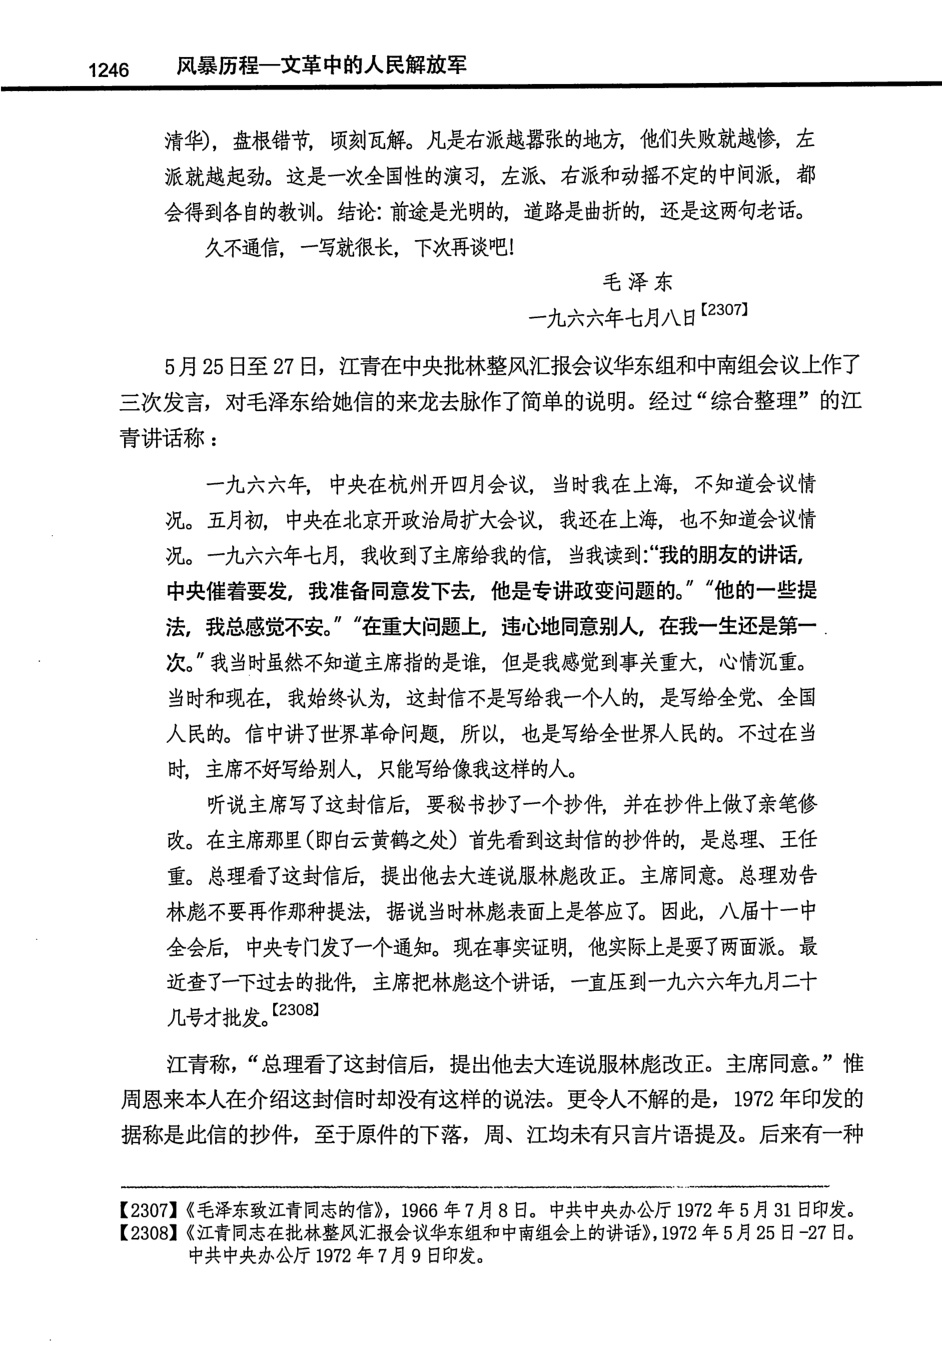 1246 风暴历程—文革中的人民解放军
清华)，盘根错节，顷刻瓦解。凡是右派越嚣张的地方，他们失败就越惨，左
派就越起劲。这是一次全国性的演习，左派、右派和动摇不定的中间派，都
会得到各自的教训。结论：前途是光明的，道路是曲折的，还是这两句老话。
久不通信，一写就很长，下次再谈吧！
毛泽东
一九六六年七月八日【2307】
5月25日至27日，江青在中央批林整风汇报会议华东组和中南组会议上作了
三次发言，对毛泽东给她信的来龙去脉作了简单的说明。经过“综合整理”的江
青讲话称：
一九六六年，中央在杭州开四月会议，当时我在上海，不知道会议情
况。五月初，中央在北京开政治局扩大会议，我还在上海，也不知道会议情
况。一九六六年七月，我收到了主席给我的信，当我读到：“我的朋友的讲话，
中央催着要发，我准备同意发下去，他是专讲政变问题的。”“他的一些提
法，我总感觉不安。”“在重大问题上，违心地同意别人，在我一生还是第一
次。”我当时虽然不知道主席指的是谁，但是我感觉到事关重大，心情沉重。
当时和现在，我始终认为，这封信不是写给我一个人的，是写给全党、全国
人民的。信中讲了世界革命问题，所以，也是写给全世界人民的。不过在当
时，主席不好写给别人，只能写给像我这样的人。
听说主席写了这封信后，要秘书抄了一个抄件，并在抄件上做了亲笔修
改。在主席那里(即白云黄鹤之处)首先看到这封信的抄件的，是总理、王任
重。总理看了这封信后，提出他去大连说服林彪改正。主席同意。总理劝告
林彪不要再作那种提法，据说当时林彪表面上是答应了。因此，八届十一中
全会后，中央专门发了一个通知。现在事实证明，他实际上是耍了两面派。最
近查了一下过去的批件，主席把林彪这个讲话，一直压到一九六六年九月二十
几号才批发。【2308】
江青称，“总理看了这封信后，提出他去大连说服林彪改正。主席同意。”惟
周恩来本人在介绍这封信时却没有这样的说法。更令人不解的是，1972年印发的
据称是此信的抄件，至于原件的下落，周、江均未有只言片语提及。后来有一种
【2307】《毛泽东致江青同志的信》，1966年7月8日。中共中央办公厅1972年5月31日印发。
【2308】《江青同志在批林整风汇报会议华东组和中南组会上的讲话》，1972年5月25日-27日。
中共中央办公厅1972年7月9日印发。